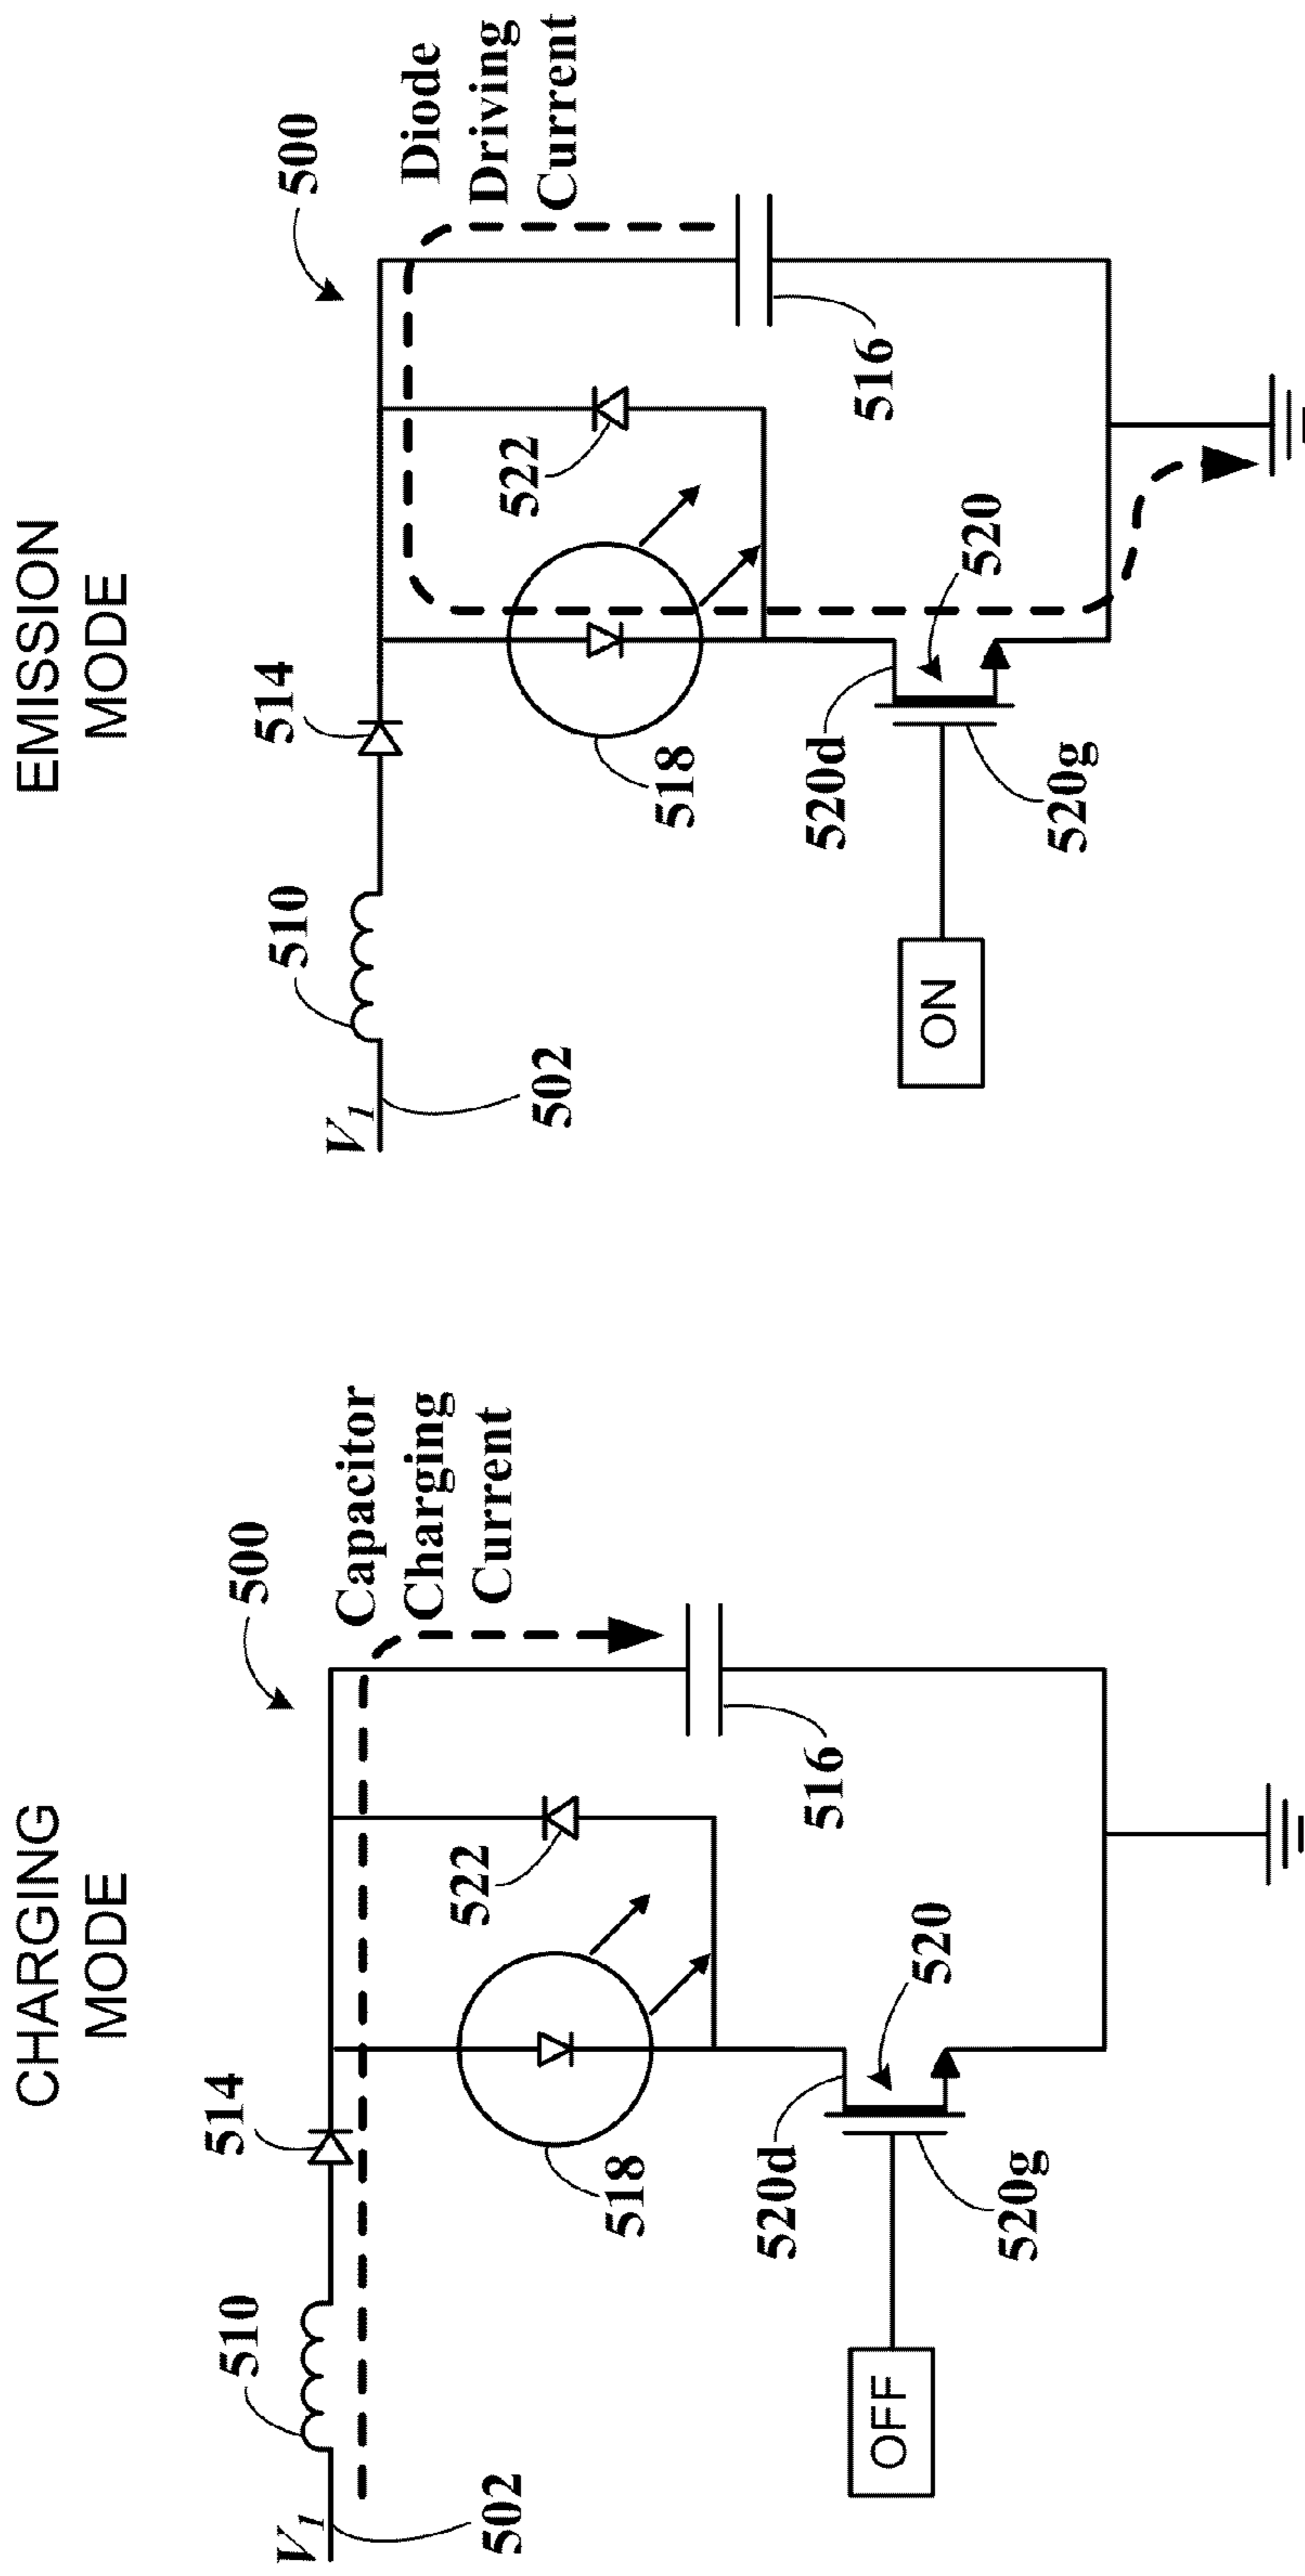 CHARGING
MODE
500
Capacitor
Charging
Current
V1
502
510
514
518
522
516
520
520d
520g
OFF
EMISSION
MODE
500
Diode
Driving
Current
V1
502
510
514
518
522
516
520
520d
520g
ON